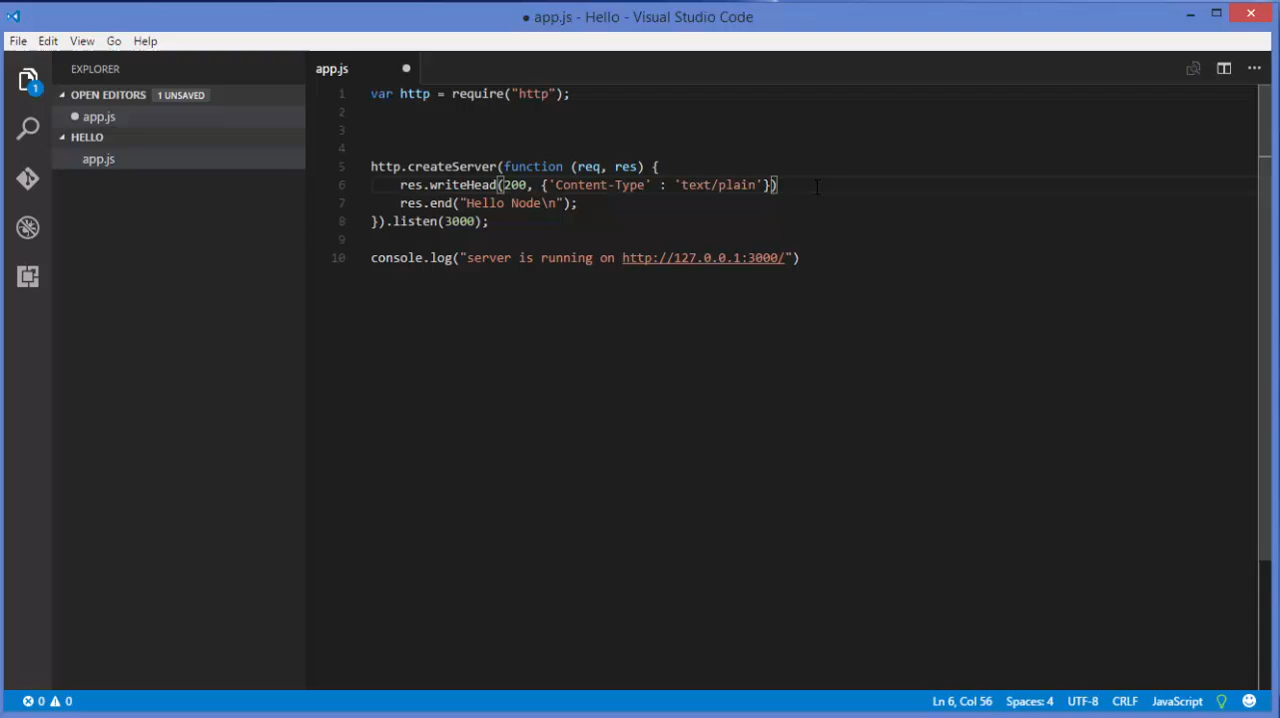 ● app.js - Hello - Visual Studio Code
File Edit View Go Help
EXPLORER
OPEN EDITORS 1 UNSAVED
● app.js
HELLO
app.js
1
app.js ●
1 var http = require("http");
2
3
4
5 http.createServer(function (req, res) {
6     res.writeHead(200, {'Content-Type' : 'text/plain'})
7     res.end("Hello Node\n");
8 }).listen(3000);
9
10 console.log("server is running on http://127.0.0.1:3000/")
0 0 Ln 6, Col 56 Spaces: 4 UTF-8 CRLF JavaScript